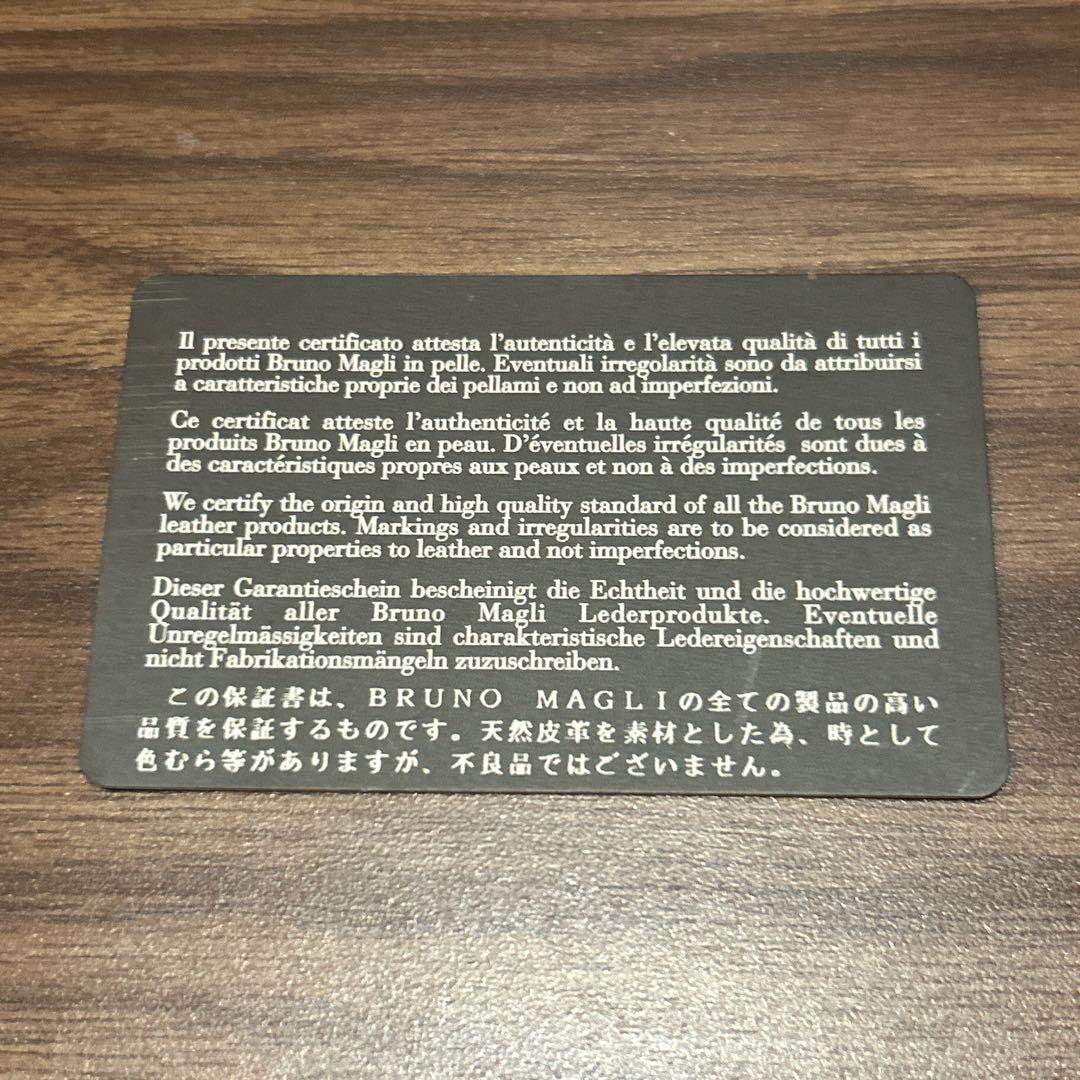 Il presente certificato attesta l'autenticità e l'elevata qualità di tutti i
prodotti Bruno Magli in pelle. Eventuali irregolarità sono da attribuirsi
a caratteristiche proprie dei pellami e non ad imperfezioni.
Ce certificat atteste l'authenticité et la haute qualité de tous les
produits Bruno Magli en peau. D'éventuelles irrégularités sont dues à
des caractéristiques propres aux peaux et non à des imperfections.
We certify the origin and high quality standard of all the Bruno Magli
leather products. Markings and irregularities are to be considered as
particular properties to leather and not imperfections.
Dieser Garantieschein bescheinigt die Echtheit und die hochwertige
Qualität aller Bruno Magli Lederprodukte. Eventuelle
Unregelmässigkeiten sind charakteristische Ledereigenschaften und
nicht Fabrikationsmängeln zuzuschreiben.
この保証書は、BRUNO MAGLIの全ての製品の高い
品質を保証するものです。天然皮革を素材とした為、時として
色むら等がありますが、不良品ではございません。